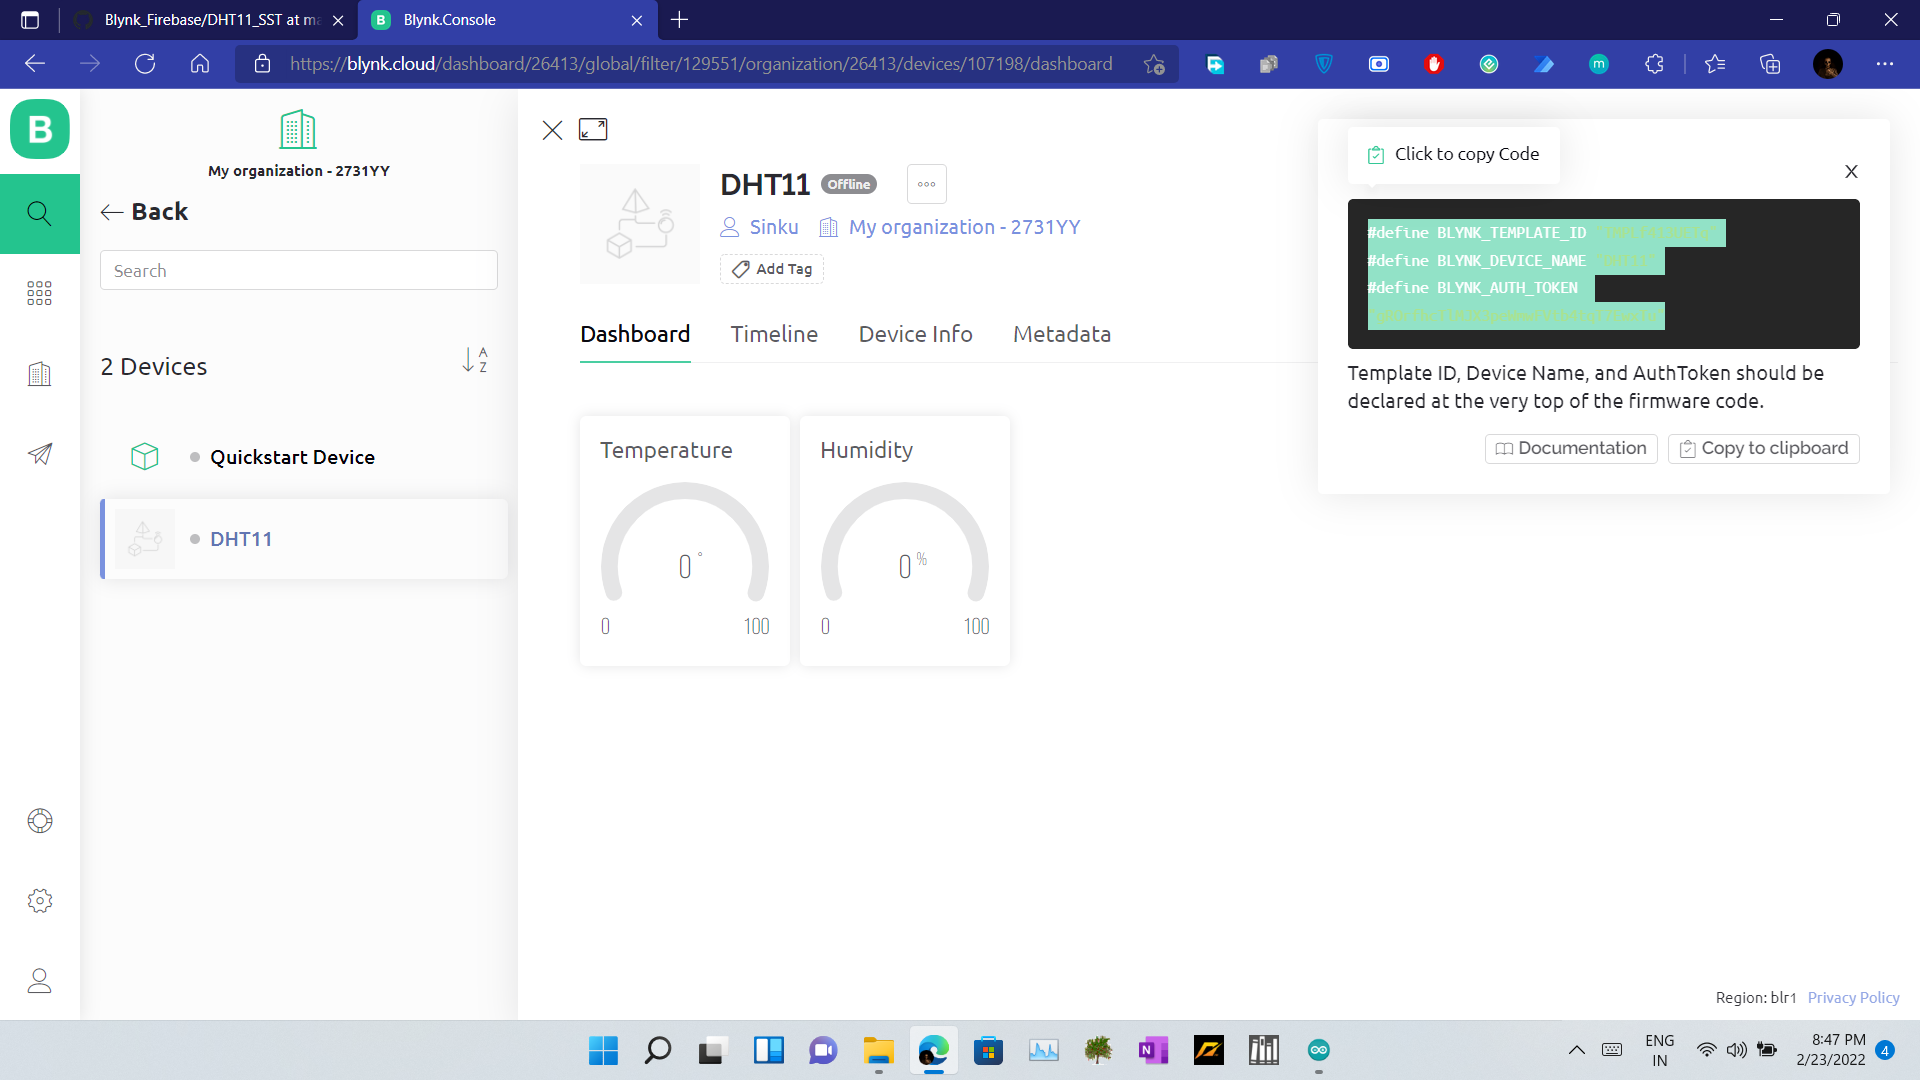 Blynk_Firebase/DHT11_SST at ma
Blynk.Console
https://blynk.cloud/dashboard/26413/global/filter/129551/organization/26413/devices/107198/dashboard
B
My organization - 2731YY
Back
Search
2 Devices
A
Z
Quickstart Device
DHT11
DHT11 Offline
Sinku My organization - 2731YY
Add Tag
Dashboard Timeline Device Info Metadata
Temperature
0 °
0 100
Humidity
0 %
0 100
Click to copy Code
X
#define BLYNK_TEMPLATE_ID
#define BLYNK_DEVICE_NAME
#define BLYNK_AUTH_TOKEN
Template ID, Device Name, and AuthToken should be
declared at the very top of the firmware code.
Documentation Copy to clipboard
Region: blr1 Privacy Policy
ENG
IN
8:47 PM
2/23/2022
4